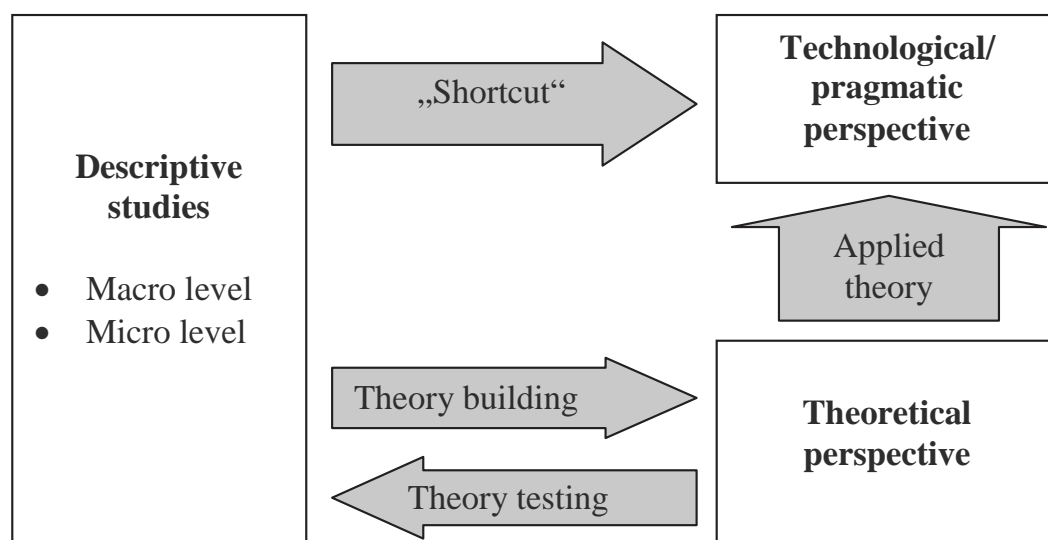 Descriptive
studies
• Macro level
• Micro level
„Shortcut“
Technological/
pragmatic
perspective
Applied
theory
Theory building
Theory testing
Theoretical
perspective